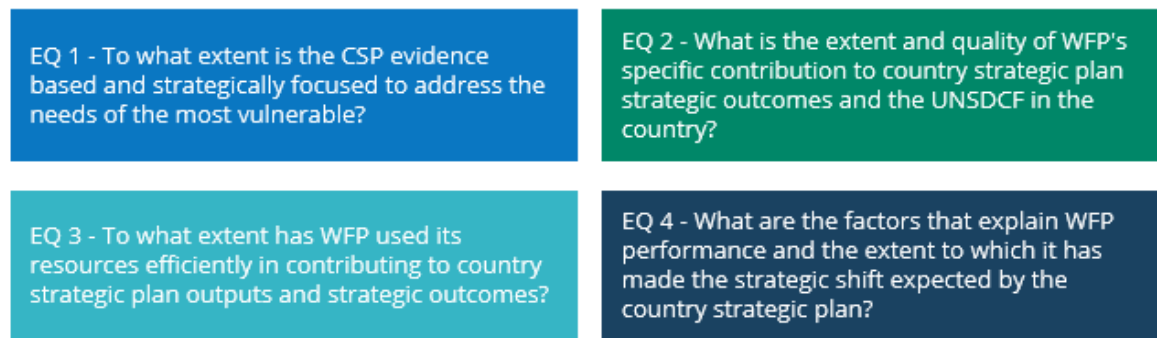 EQ 1 - To what extent is the CSP evidence
based and strategically focused to address the
needs of the most vulnerable?
EQ 2 - What is the extent and quality of WFP's
specific contribution to country strategic plan
strategic outcomes and the UNSDCF in the
country?
EQ 3 - To what extent has WFP used its
resources efficiently in contributing to country
strategic plan outputs and strategic outcomes?
EQ 4 - What are the factors that explain WFP
performance and the extent to which it has
made the strategic shift expected by the
country strategic plan?